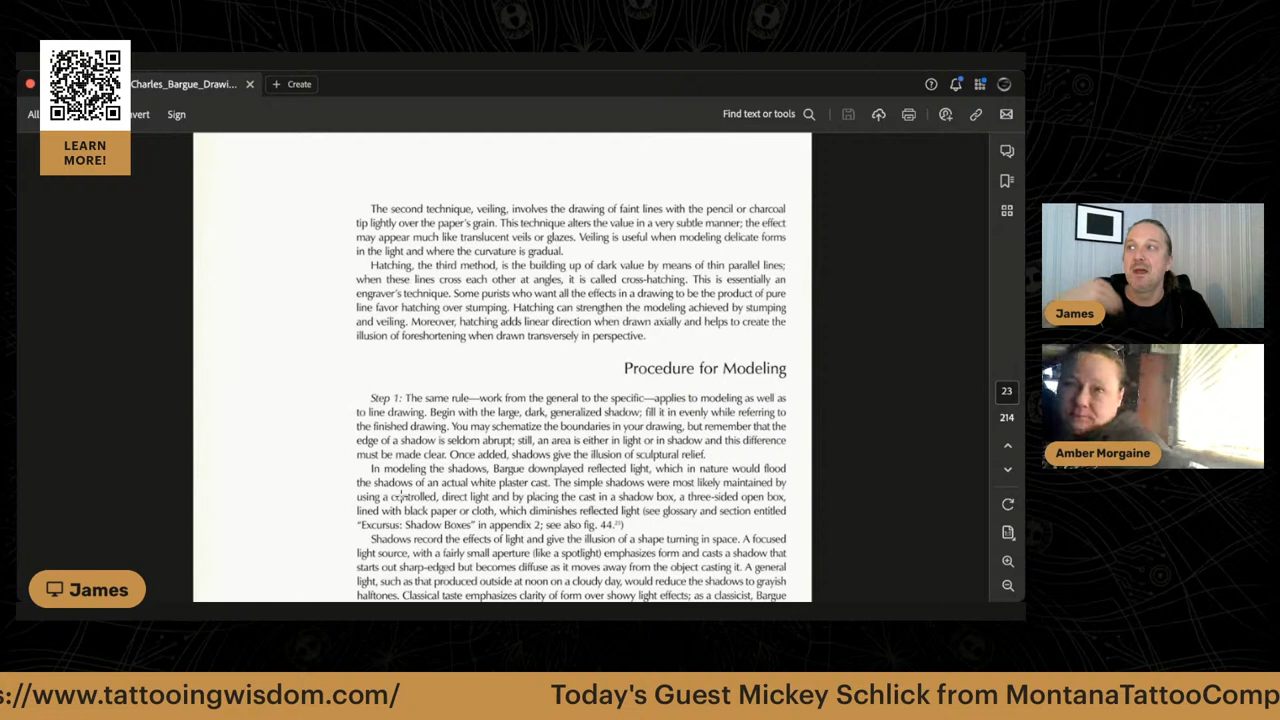 Charles_Bargue_Drawi...
Create
All
nvert
Sign
Find text or tools
LEARN
MORE!
The second technique, veiling, involves the drawing of faint lines with the pencil or charcoal
tip lightly over the paper's grain. This technique alters the value in a very subtle manner; the effect
may appear much like translucent veils or glazes. Veiling is useful when modeling delicate forms
in the light and where the curvature is gradual.
Hatching, the third method, is the building up of dark value by means of thin parallel lines;
when these lines cross each other at angles, it is called cross-hatching. This is essentially an
engraver's technique. Some purists who want all the effects in a drawing to be the product of pure
line favor hatching over stumping. Hatching can strengthen the modeling achieved by stumping
and veiling. Moreover, hatching adds linear direction when drawn axially and helps to create the
illusion of foreshortening when drawn transversely in perspective.
Procedure for Modeling
Step 1: The same rule—work from the general to the specific—applies to modeling as well as
to line drawing. Begin with the large, dark, generalized shadow; fill it in evenly while referring to
the finished drawing. You may schematize the boundaries in your drawing, but remember that the
edge of a shadow is seldom abrupt; still, an area is either in light or in shadow and this difference
must be made clear. Once added, shadows give the illusion of sculptural relief.
In modeling the shadows, Bargue downplayed reflected light, which in nature would flood
the shadows of an actual white plaster cast. The simple shadows were most likely maintained by
using a controlled, direct light and by placing the cast in a shadow box, a three-sided open box,
lined with black paper or cloth, which diminishes reflected light (see glossary and section entitled
"Excursus: Shadow Boxes" in appendix 2; see also fig. 44.)
Shadows record the effects of light and give the illusion of a shape turning in space. A focused
light source, with a fairly small aperture (like a spotlight) emphasizes form and casts a shadow that
starts out sharp-edged but becomes diffuse as it moves away from the object casting it. A general
light, such as that produced outside at noon on a cloudy day, would reduce the shadows to grayish
halftones. Classical taste emphasizes clarity of form over showy light effects; as a classicist, Bargue
23
214
James
Amber Morgaine
James
s://www.tattooingwisdom.com/
Today's Guest Mickey Schlick from MontanaTattooComp